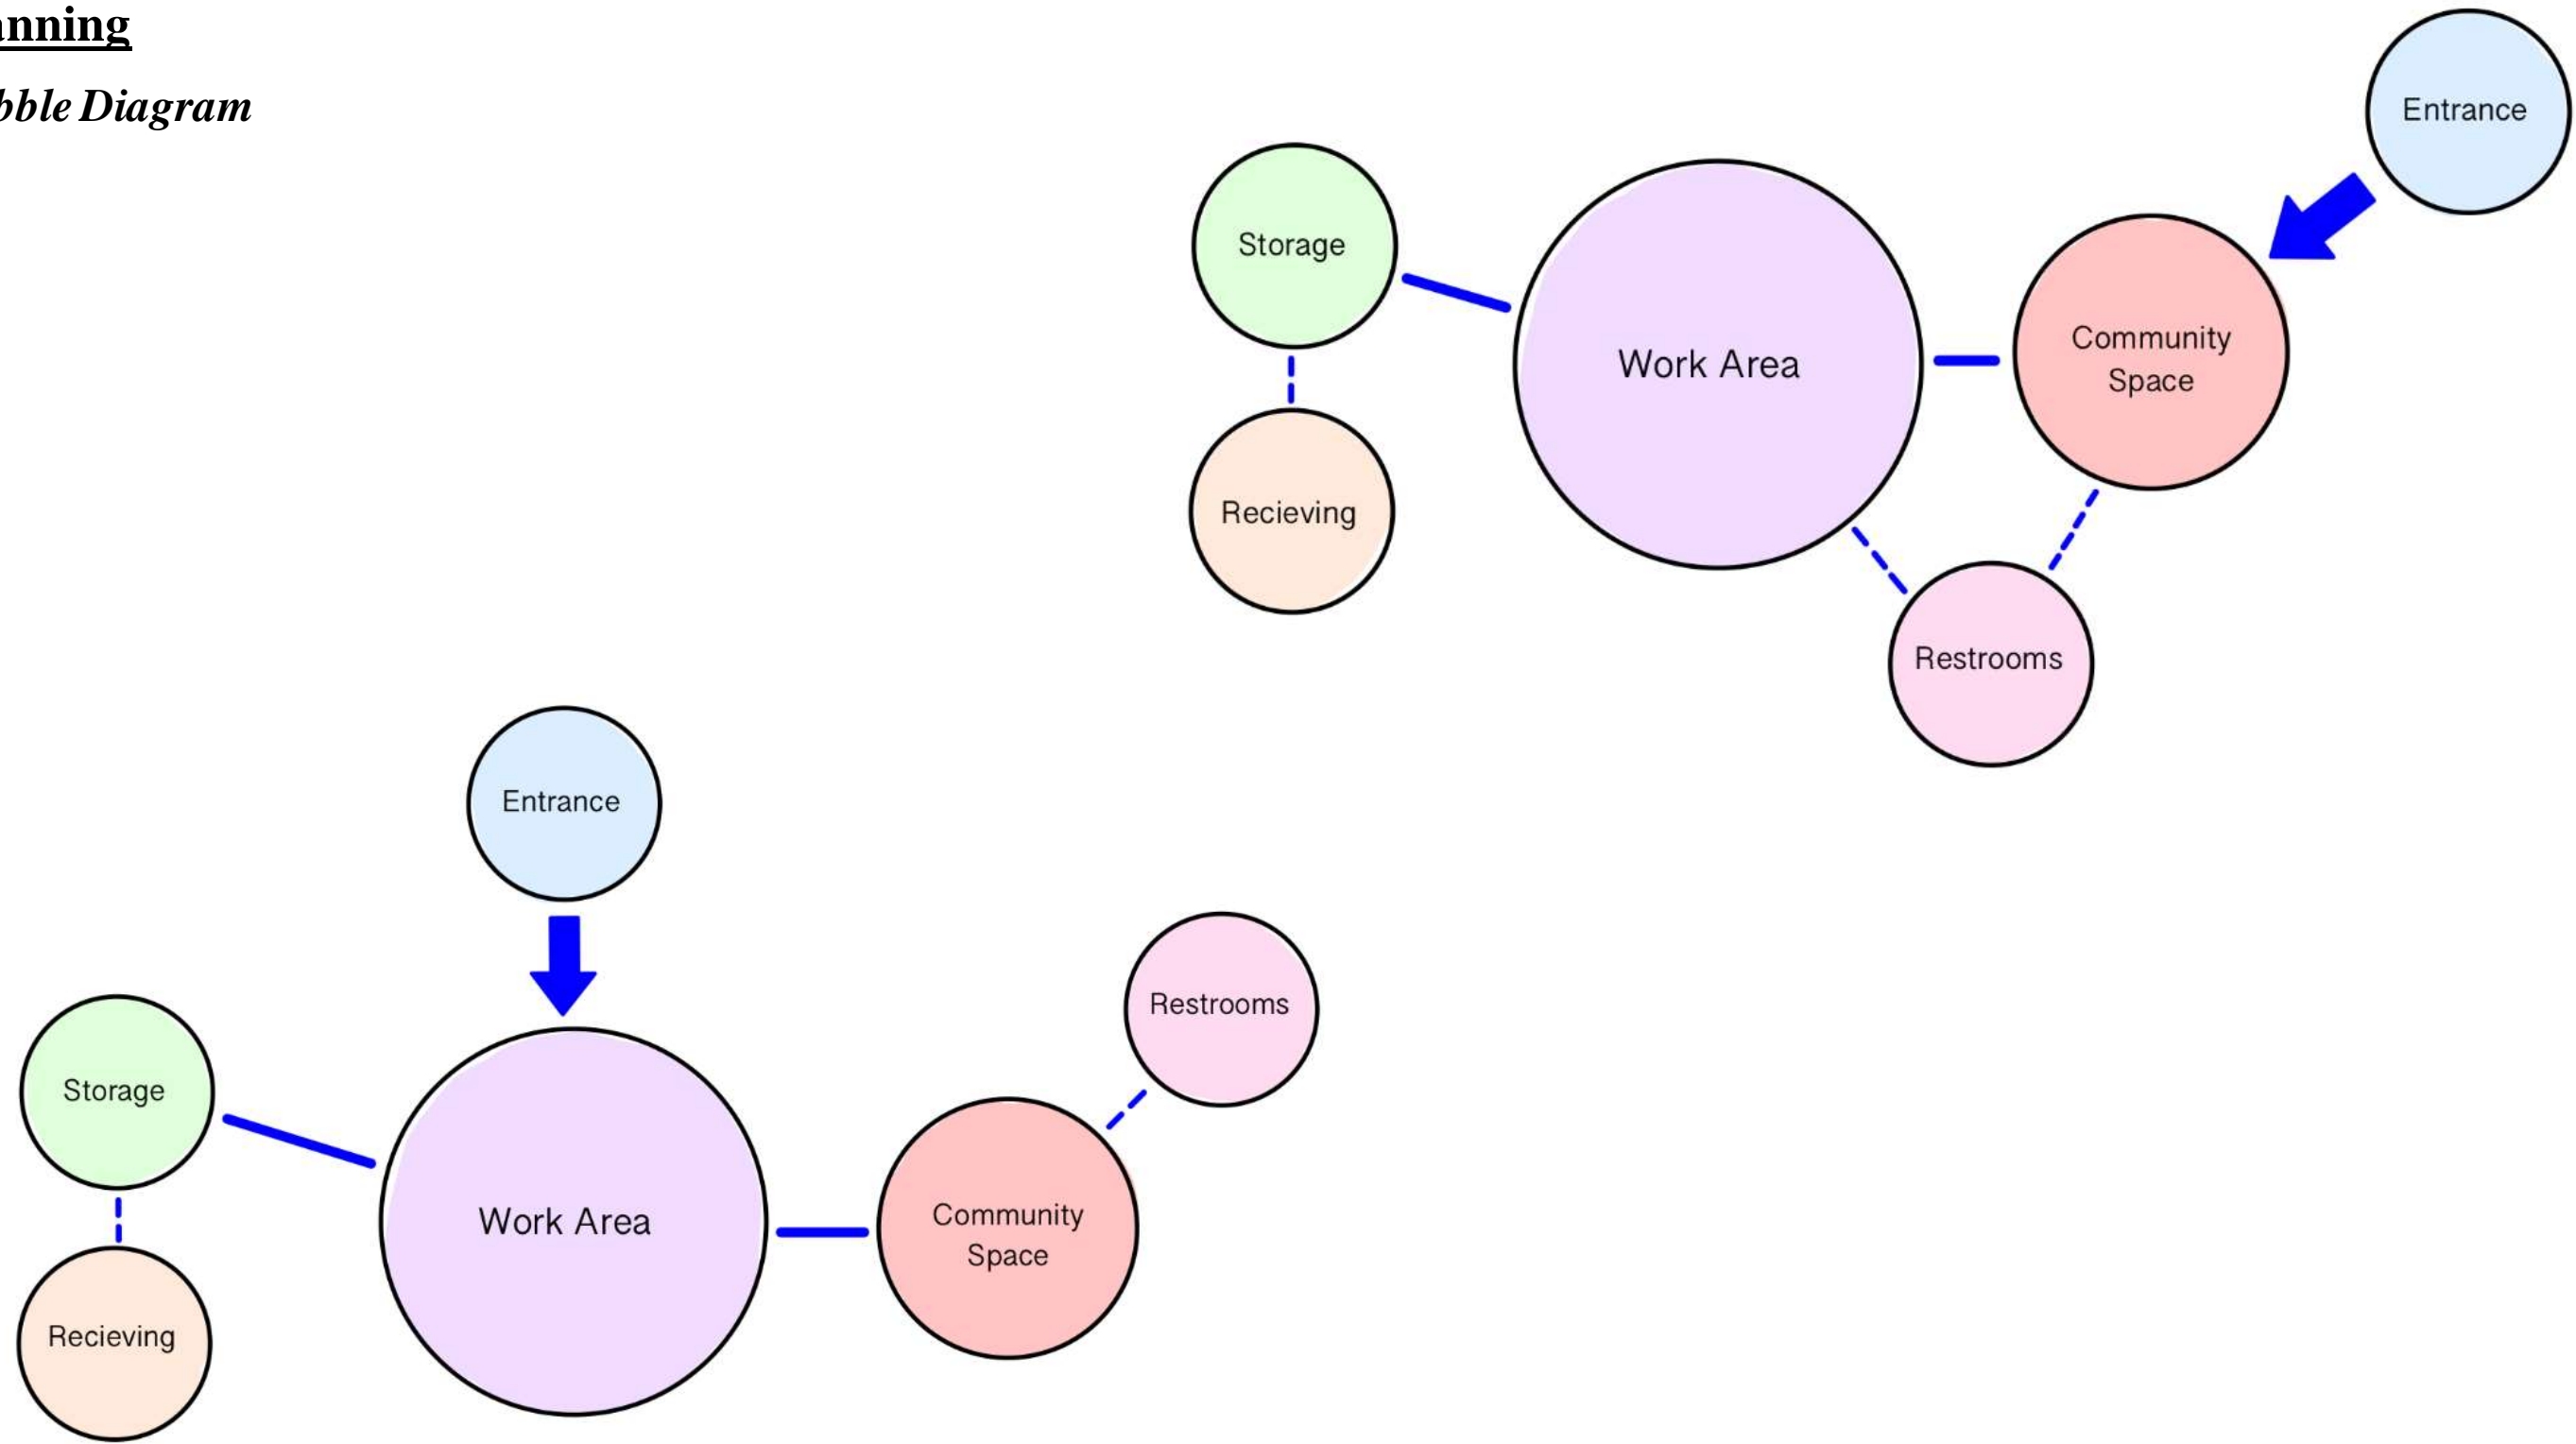 anning
bble Diagram
Entrance
Storage
Work Area
Community
Space
Recieving
Restrooms
Entrance
Restrooms
Storage
Work Area
Community
Space
Recieving